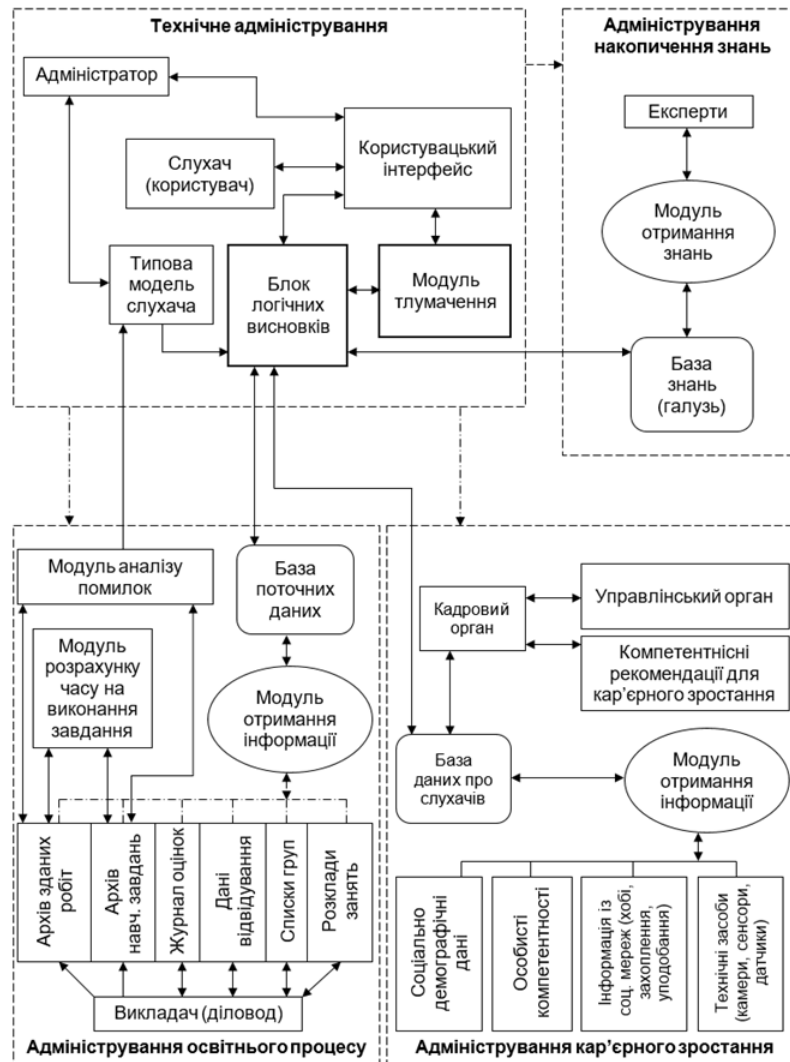 Технічне адміністрування
Адміністратор
Слухач
(користувач)
Користувацький
інтерфейс
Типова
модель
слухача
Блок
логічних
висновків
Модуль
тлумачення
Адміністрування
накопичення знань
Експерти
Модуль
отримання
знань
База
знань
(галузь)
Модуль аналізу
помилок
Модуль
розрахунку
часу на
виконання
завдання
База
поточних
даних
Модуль
отримання
інформації
Архів зданих
робіт
Архів
навч. завдань
Журнал оцінок
Дані
відвідування
Списки груп
Розклади
занять
Викладач (діловод)
Адміністрування освітнього процесу
Кадровий
орган
Управлінський орган
Компетентнісні
рекомендації для
кар’єрного зростання
База
даних про
слухачів
Модуль
отримання
інформації
Соціально
демографічні
дані
Особисті
компетентності
Інформація із
соц. мереж (хобі,
захоплення,
уподобання)
Технічні засоби
(камери, сенсори,
датчики)
Адміністрування кар’єрного зростання